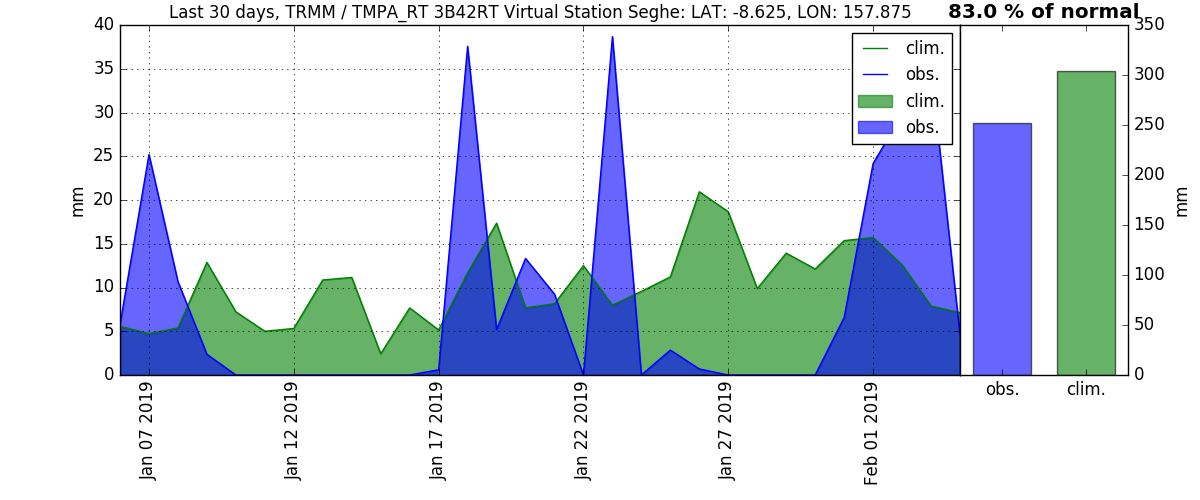 Last 30 days, TRMM / TMPA_RT 3B42RT Virtual Station Seghe: LAT: -8.625, LON: 157.875
83.0 % of normal
mm
40
35
30
25
20
15
10
5
0
clim.
obs.
clim.
obs.
Jan 07 2019
Jan 12 2019
Jan 17 2019
Jan 22 2019
Jan 27 2019
Feb 01 2019
350
300
250
200
150
100
50
0
mm
obs.
clim.